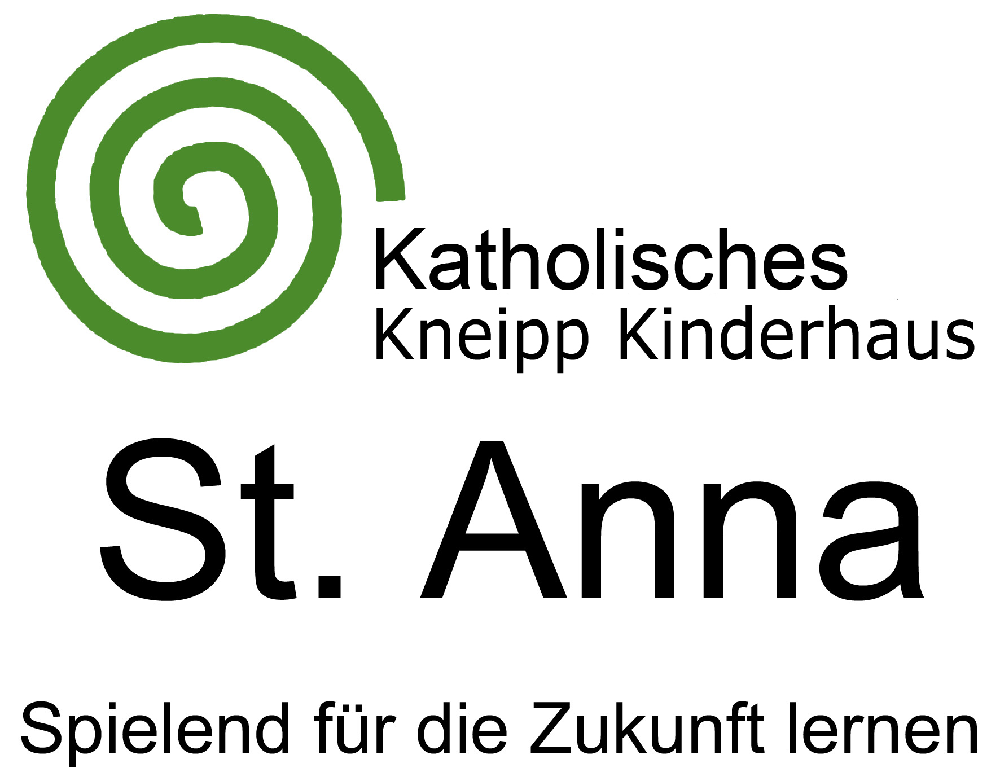 Katholisches
Kneipp Kinderhaus
St. Anna
Spielend für die Zukunft lernen